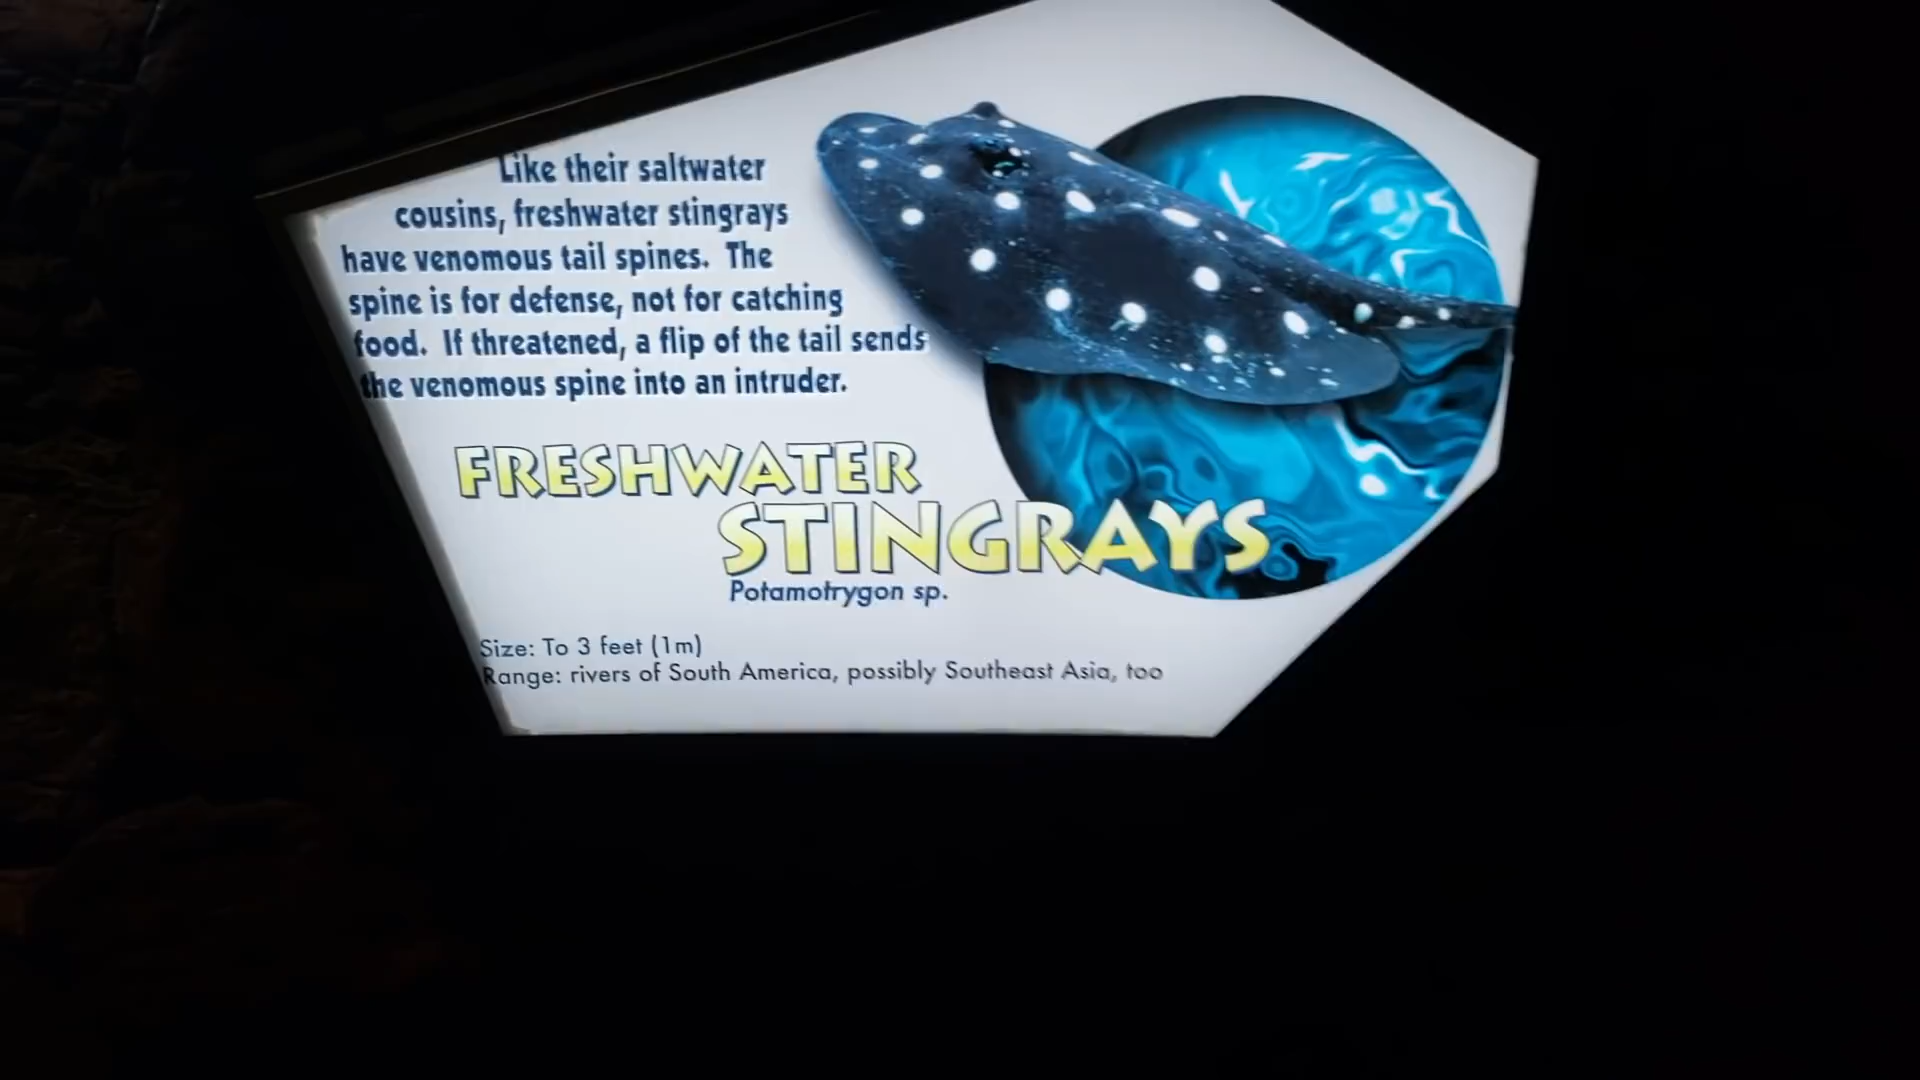 Like their saltwater
cousins, freshwater stingrays
have venomous tail spines. The
spine is for defense, not for catching
food. If threatened, a flip of the tail sends
the venomous spine into an intruder.
FRESHWATER
STINGRAYS
Potamotrygon sp.
Size: To 3 feet (1m)
Range: rivers of South America, possibly Southeast Asia, too